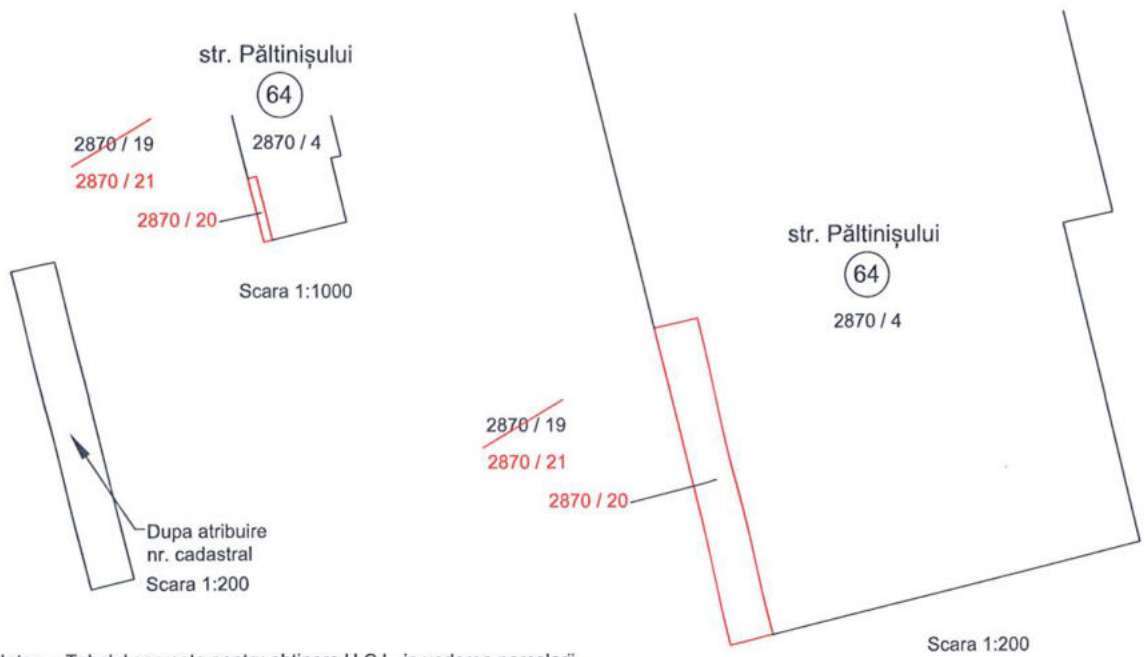 str. Păltinișului
64
2870 / 19
2870 / 4
2870 / 21
2870 / 20
Scara 1:1000
Dupa atribuire
nr. cadastral
Scara 1:200
str. Păltinișului
64
2870 / 4
2870 / 19
2870 / 21
2870 / 20
Scara 1:200